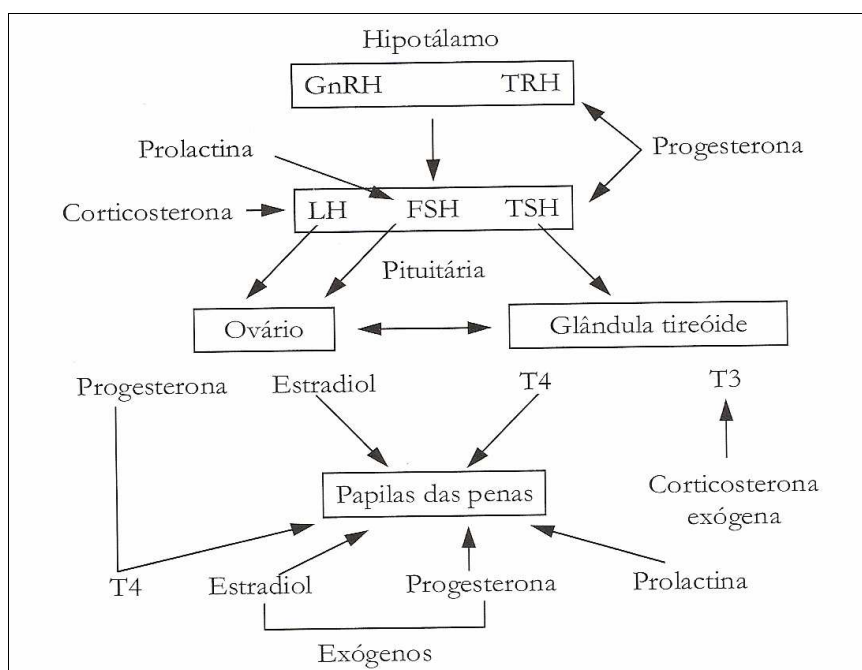 Hipotálamo
GnRH TRH
Prolactina
Progesterona
Corticosterona
LH FSH TSH
Pituitária
Ovário
Glândula tireóide
Progesterona
Estradiol
T4
T3
Papilas das penas
Corticosterona
exógena
T4
Estradiol
Progesterona
Prolactina
Exógenos